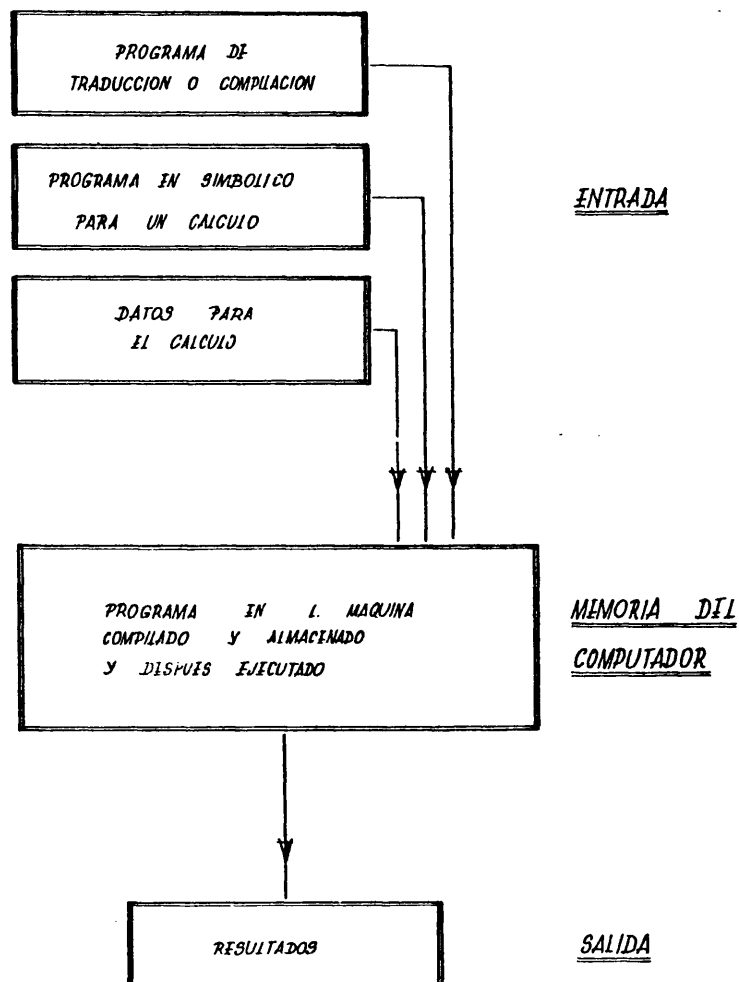 PROGRAMA DE
TRADUCCION O COMPILACION
PROGRAMA EN SIMBOLICO
PARA UN CALCULO
ENTRADA
DATOS PARA
EL CALCULO
PROGRAMA EN L. MAQUINA
COMPILADO Y ALMACENADO
Y DESPUES EJECUTADO
MEMORIA DEL
COMPUTADOR
RESULTADOS
SALIDA